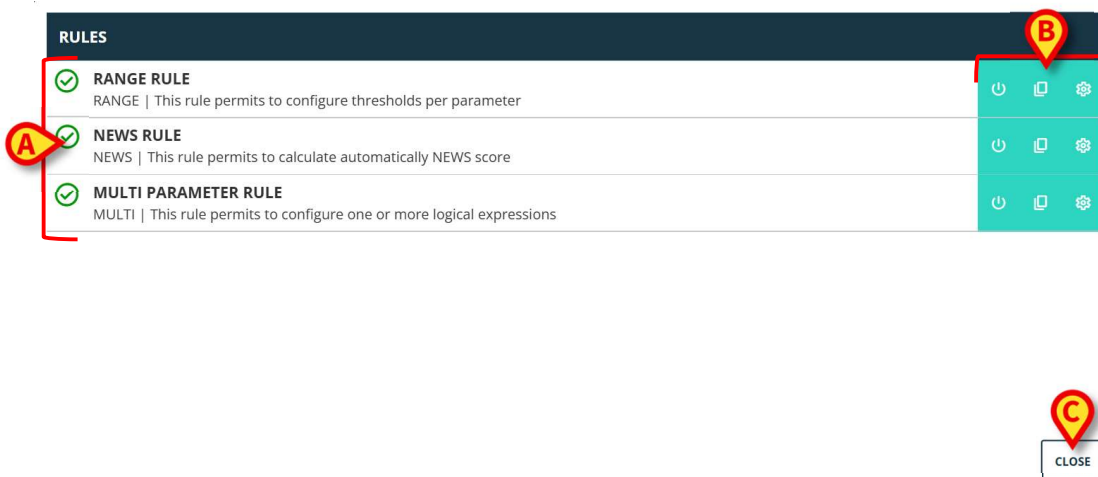 RULES
B
RANGE RULE
RANGE | This rule permits to configure thresholds per parameter
A
NEWS RULE
NEWS | This rule permits to calculate automatically NEWS score
MULTI PARAMETER RULE
MULTI | This rule permits to configure one or more logical expressions
C
CLOSE